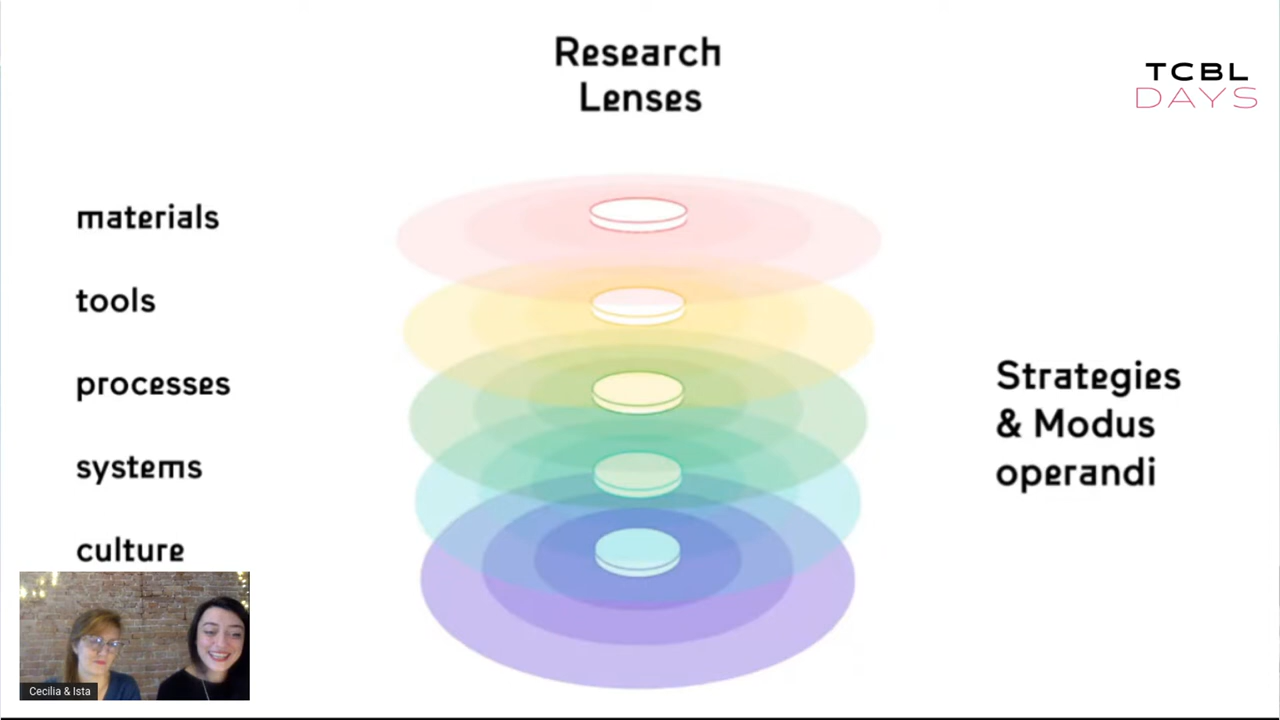 Research
Lenses
TCBL
DAYS
materials
tools
processes
systems
culture
Strategies
& Modus
operandi
Cecilia & Ista